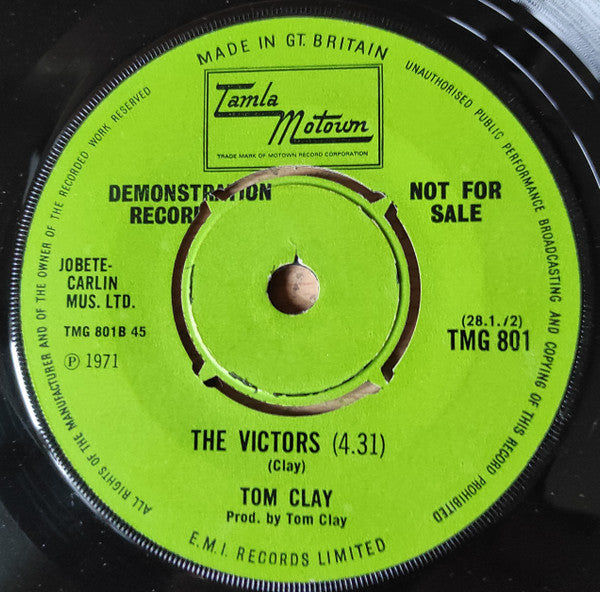 MADE IN GT. BRITAIN
UNAUTHORISED PUBLIC PERFORMANCE BROADCASTING AND COPYING OF THIS RECORD PROHIBITED
ALL RIGHTS OF THE MANUFACTURER AND OF THE OWNER OF THE RECORDED WORK RESERVED
Tamla
Motown
TRADE MARK OF MOTOWN RECORD CORPORATION
DEMONSTRATION
RECORD
NOT FOR
SALE
JOBETE-
CARLIN
MUS. LTD.
TMG 801B 45
℗ 1971
(28.1.72)
TMG 801
THE VICTORS (4.31)
(Clay)
TOM CLAY
Prod. by Tom Clay
E.M.I. RECORDS LIMITED